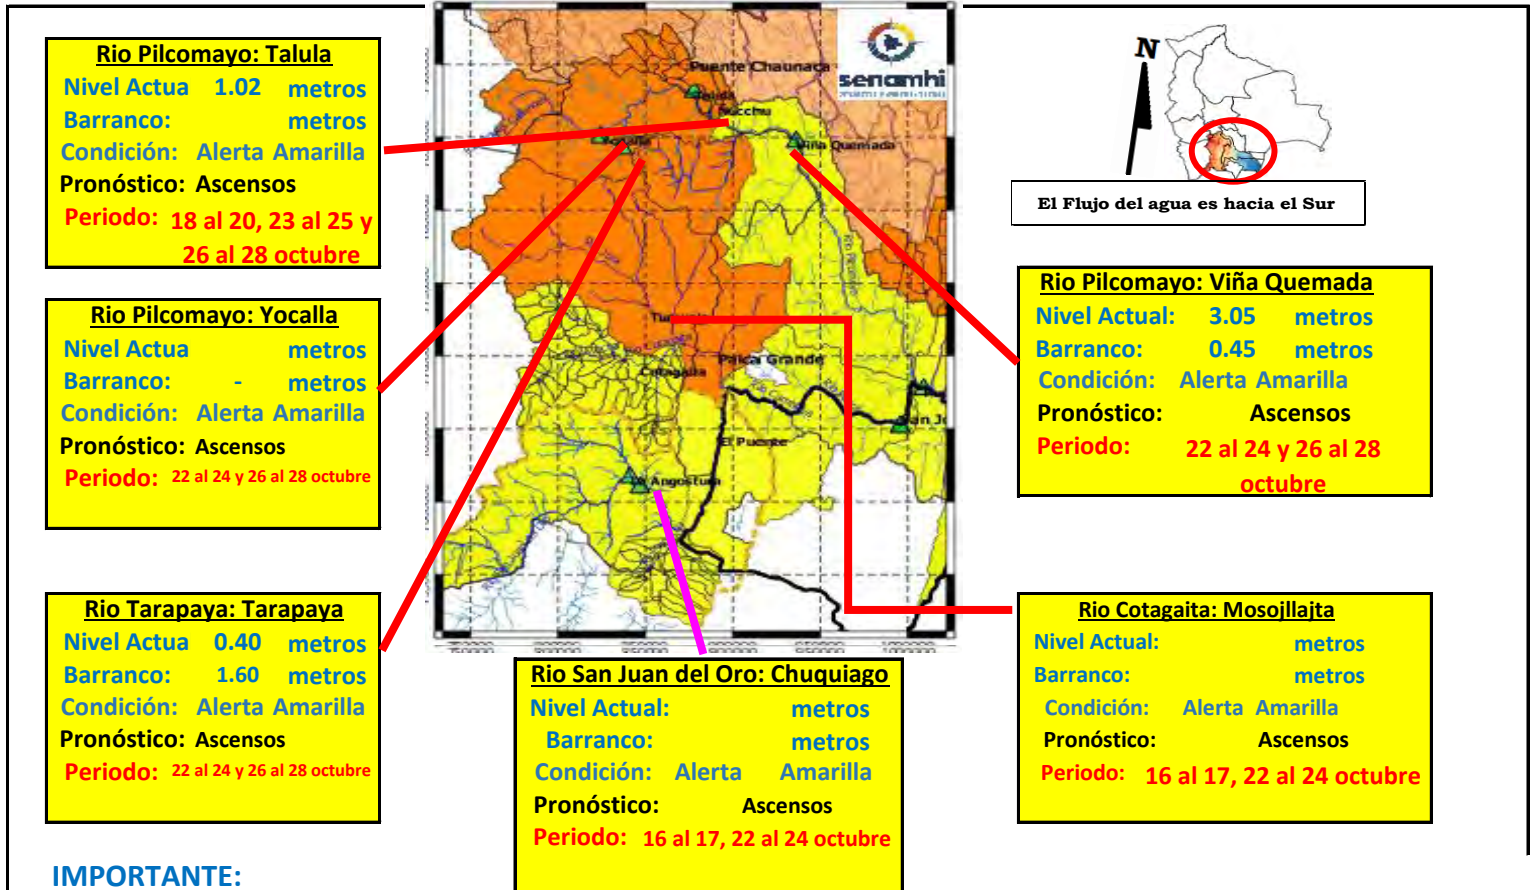 Rio Pilcomayo: Talula
Nivel Actua 1.02 metros
Barranco: metros
Condición: Alerta Amarilla
Pronóstico: Ascensos
Periodo: 18 al 20, 23 al 25 y
26 al 28 octubre
Rio Pilcomayo: Yocalla
Nivel Actua metros
Barranco: - metros
Condición: Alerta Amarilla
Pronóstico: Ascensos
Periodo: 22 al 24 y 26 al 28 octubre
Rio Tarapaya: Tarapaya
Nivel Actua 0.40 metros
Barranco: 1.60 metros
Condición: Alerta Amarilla
Pronóstico: Ascensos
Periodo: 22 al 24 y 26 al 28 octubre
IMPORTANTE:
senamhi
Puente Chaunaca
Viña Quemada
Palca Grande
Cotagaita
El Puente
Angostura
Rio San Juan del Oro: Chuquiago
Nivel Actual: metros
Barranco: metros
Condición: Alerta Amarilla
Pronóstico: Ascensos
Periodo: 16 al 17, 22 al 24 octubre
N
El Flujo del agua es hacia el Sur
Rio Pilcomayo: Viña Quemada
Nivel Actual: 3.05 metros
Barranco: 0.45 metros
Condición: Alerta Amarilla
Pronóstico: Ascensos
Periodo: 22 al 24 y 26 al 28
octubre
Rio Cotagaita: Mosojllajta
Nivel Actual: metros
Barranco: metros
Condición: Alerta Amarilla
Pronóstico: Ascensos
Periodo: 16 al 17, 22 al 24 octubre